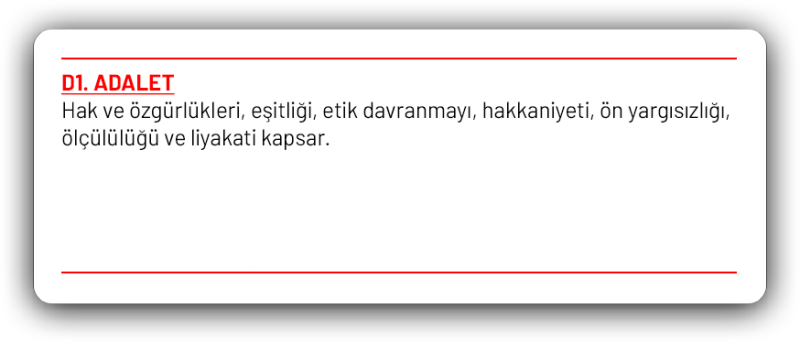 D1. ADALET
Hak ve özgürlükleri, eşitliği, etik davranmayı, hakkaniyeti, ön yargısızlığı,
ölçülülüğü ve liyakati kapsar.